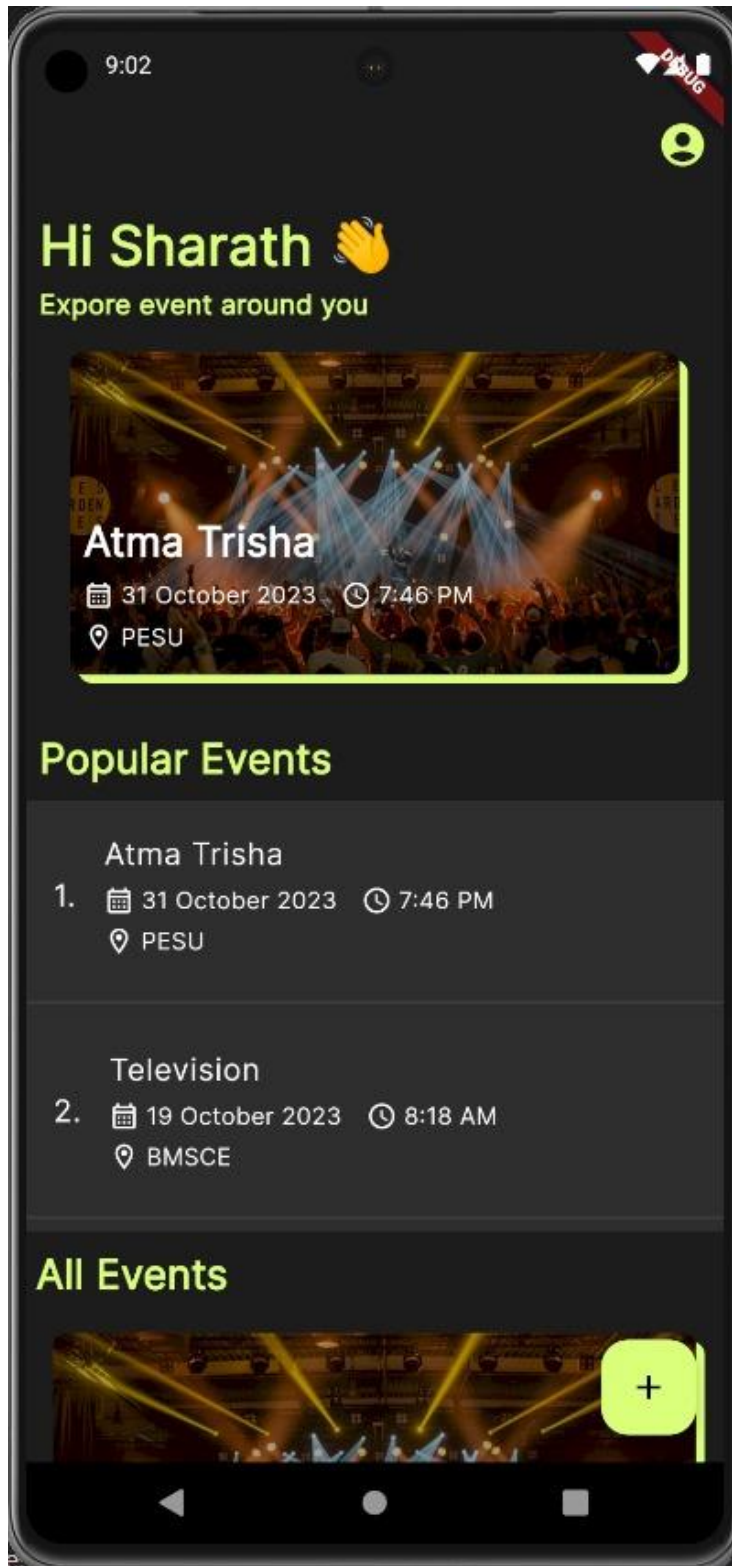 9:02
DEBUG
Hi Sharath 👋
Expore event around you
Atma Trisha
31 October 2023 7:46 PM
PESU
Popular Events
1.
Atma Trisha
31 October 2023 7:46 PM
PESU
2.
Television
19 October 2023 8:18 AM
BMSCE
All Events
+